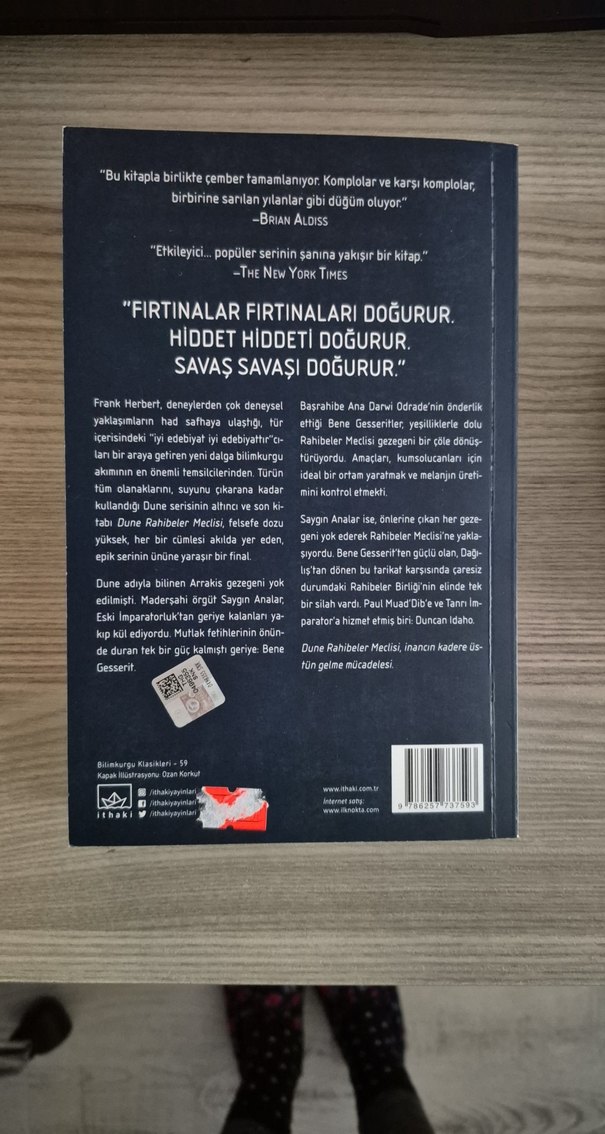 "Bu kitapla birlikte çember tamamlanıyor. Komplolar ve karşı komplolar,
birbirine sarılan yılanlar gibi düğüm oluyor."
–BRIAN ALDISS
"Etkileyici... popüler serinin şanına yakışır bir kitap."
–THE NEW YORK TIMES
"FIRTINALAR FIRTINALARI DOĞURUR.
HİDDET HİDDETİ DOĞURUR.
SAVAŞ SAVAŞI DOĞURUR."
Frank Herbert, deneylerden çok deneysel
yaklaşımların had safhaya ulaştığı, tür
içerisindeki "iyi edebiyat iyi edebiyattır"cı-
ları bir araya getiren yeni dalga bilimkurgu
akımının en önemli temsilcilerinden. Türün
tüm olanaklarını, suyunu çıkarana kadar
kullandığı Dune serisinin altıncı ve son ki-
tabı Dune Rahibeler Meclisi, felsefe dozu
yüksek, her bir cümlesi akılda yer eden,
epik serinin ününe yaraşır bir final.
Dune adıyla bilinen Arrakis gezegeni yok
edilmişti. Maderşahi örgüt Saygın Analar,
Eski İmparatorluk'tan geriye kalanları ya-
kıp kül ediyordu. Mutlak fetihlerinin önün-
de duran tek bir güç kalmıştı geriye: Bene
Gesserit.
Başrahibe Ana Darwi Odrade'nin önderlik
ettiği Bene Gesseritler, yeşilliklerle dolu
Rahibeler Meclisi gezegeni bir çöle dönüş-
türüyordu. Amaçları, kumsolucanları için
ideal bir ortam yaratmak ve melanjın üreti-
mini kontrol etmekti.
Saygın Analar ise, önlerine çıkan her geze-
geni yok ederek Rahibeler Meclisi'ne yakla-
şıyordu. Bene Gesserit'ten güçlü olan, Dağı-
lış'tan dönen bu tarikat karşısında çaresiz
durumdaki Rahibeler Birliği'nin elinde tek
bir silah vardı. Paul Muad'Dib'e ve Tanrı İm-
parator'a hizmet etmiş biri: Duncan Idaho.
Dune Rahibeler Meclisi, inancın kadere üs-
tün gelme mücadelesi.
Bilimkurgu Klasikleri - 59
Kapak İllüstrasyonu: Ozan Korkut
ithaki
/ithakiyayinlari
/ithakiyayinlari
/ithakiyayinlari
www.ithaki.com.tr
İnternet satış:
www.ilknokta.com
9 786257 737593